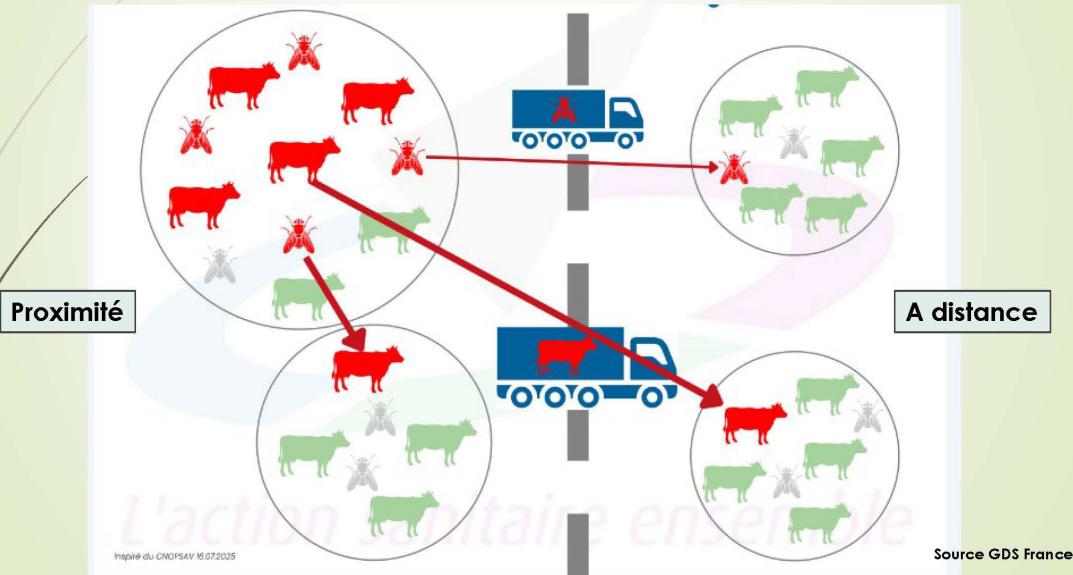 Proximité
A distance
L'action sanitaire ensemble
Inspiré du CNOPSAV 16.07.2025
Source GDS France